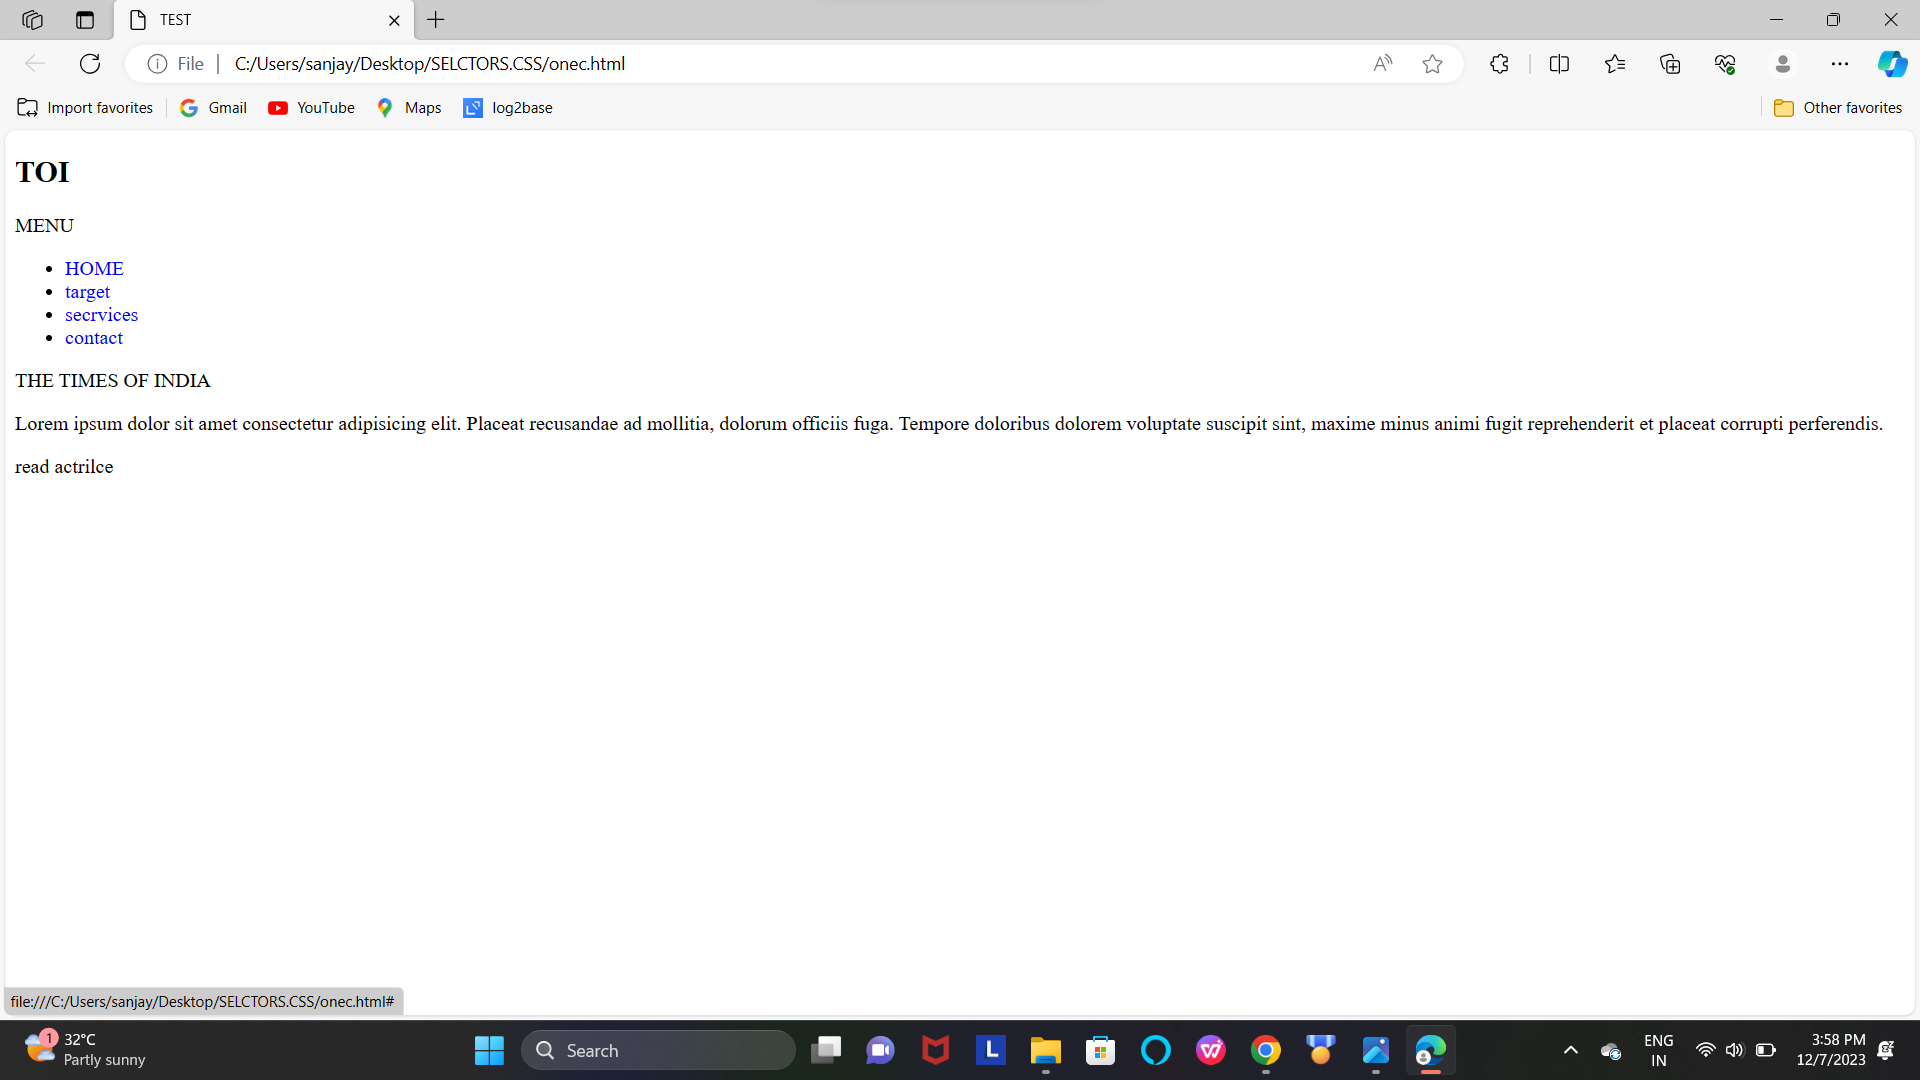 TEST
File
C:/Users/sanjay/Desktop/SELCTORS.CSS/onec.html
Import favorites
Gmail
YouTube
Maps
log2base
Other favorites
TOI
MENU
HOME
target
secrvices
contact
THE TIMES OF INDIA
Lorem ipsum dolor sit amet consectetur adipisicing elit. Placeat recusandae ad mollitia, dolorum officiis fuga. Tempore doloribus dolorem voluptate suscipit sint, maxime minus animi fugit reprehenderit et placeat corrupti perferendis.
read actrilce
file:///C:/Users/sanjay/Desktop/SELCTORS.CSS/onec.html#
1
32°C
Partly sunny
Search
L
ENG
IN
3:58 PM
12/7/2023